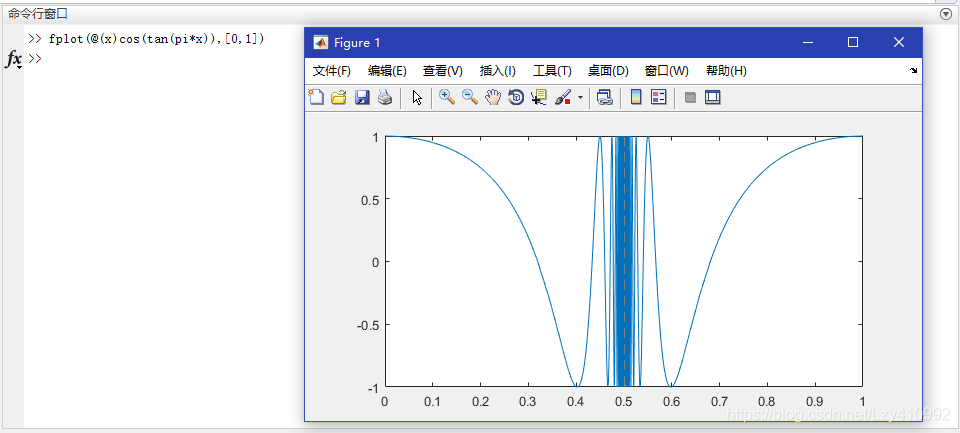 命令行窗口
>> fplot(@(x)cos(tan(pi*x)),[0,1])
fx >>
Figure 1
文件(F) 编辑(E) 查看(V) 插入(I) 工具(T) 桌面(D) 窗口(W) 帮助(H)
1
0.5
0
-0.5
-1
0 0.1 0.2 0.3 0.4 0.5 0.6 0.7 0.8 0.9 1
https://blog.csdn.net/Lzy410992